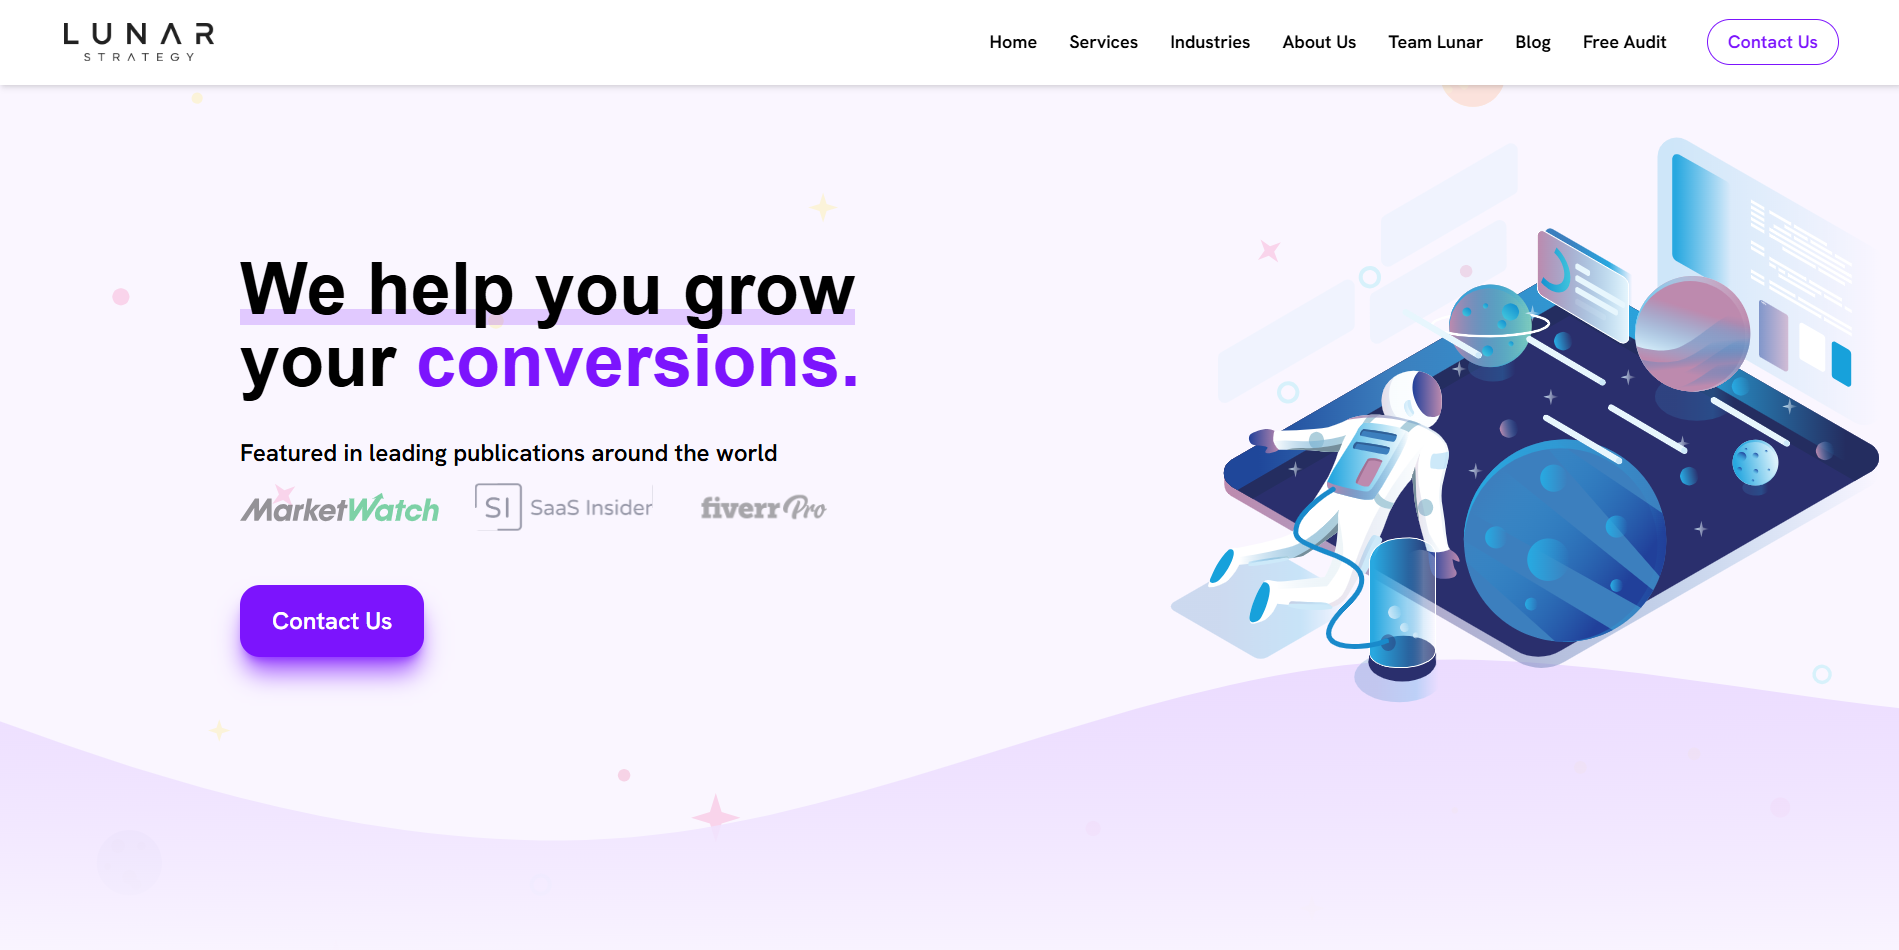 LUNAR
STRATEGY
Home Services Industries About Us Team Lunar Blog Free Audit Contact Us
We help you grow
your conversions.
Featured in leading publications around the world
MarketWatch SI SaaS Insider fiverr Pro
Contact Us